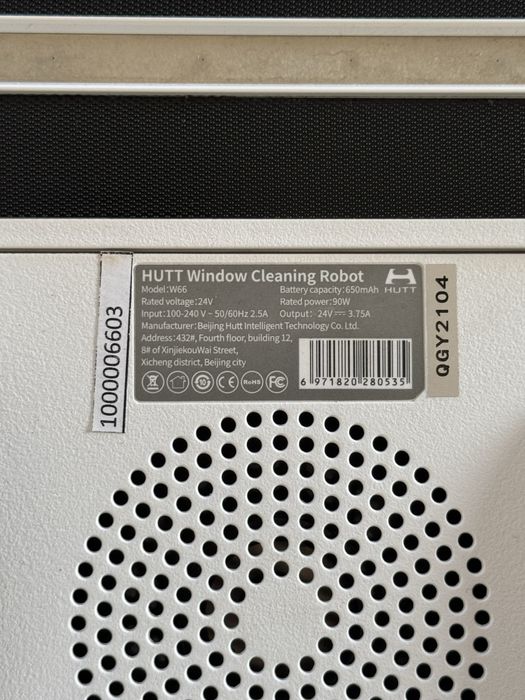 HUTT Window Cleaning Robot
Model:W66
Battery capacity:650mAh
HUTT
Rated voltage:24V
Rated power:90W
Input:100-240 V ~ 50/60Hz 2.5A
Output: 24V⎓ 3.75A
Manufacturer:Beijing Hutt Intelligent Technology Co. Ltd.
Address:432#, Fourth floor, building 12,
8# of XinjiekouWai Street,
Xicheng district, Beijing city
10
CE
RoHS
FC
6 971820 280535
1000006603
QGY2104